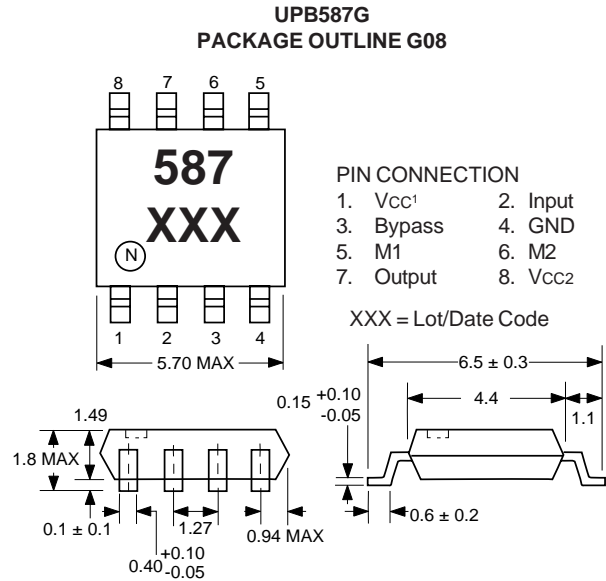 UPB587G
PACKAGE OUTLINE G08
8 7 6 5
587
XXX
N
1 2 3 4
5.70 MAX
PIN CONNECTION
1. VCC¹ 2. Input
3. Bypass 4. GND
5. M1 6. M2
7. Output 8. VCC2
XXX = Lot/Date Code
6.5 ± 0.3
4.4
1.1
0.15 +0.10 -0.05
0.6 ± 0.2
1.49
1.8 MAX
0.1 ± 0.1
1.27
0.94 MAX
0.40 +0.10 -0.05